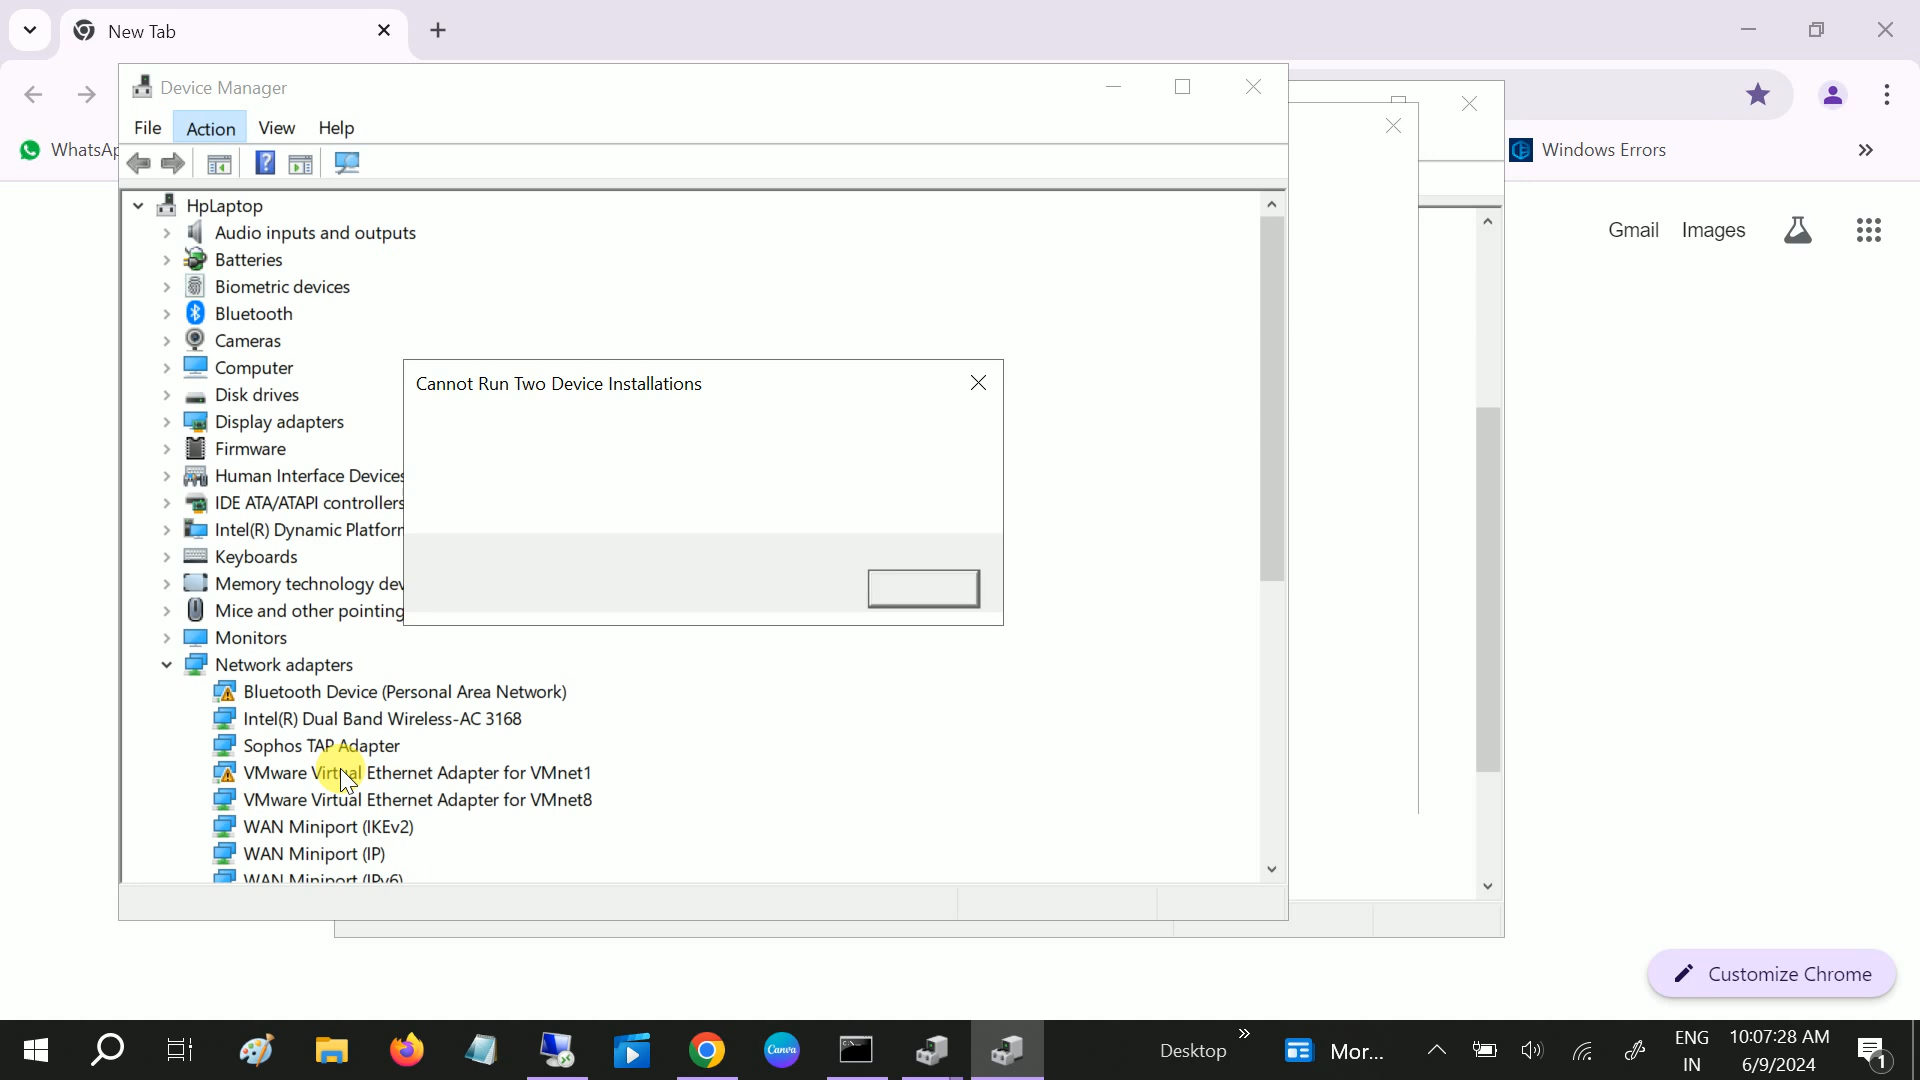 New Tab
Device Manager
File Action View Help
WhatsAp
Windows Errors
HpLaptop
Audio inputs and outputs
Batteries
Biometric devices
Bluetooth
Cameras
Computer
Disk drives
Display adapters
Firmware
Human Interface Devices
IDE ATA/ATAPI controllers
Intel(R) Dynamic Platforr
Keyboards
Memory technology dev
Mice and other pointing
Monitors
Network adapters
Bluetooth Device (Personal Area Network)
Intel(R) Dual Band Wireless-AC 3168
Sophos TAP Adapter
VMware Virtual Ethernet Adapter for VMnet1
VMware Virtual Ethernet Adapter for VMnet8
WAN Miniport (IKEv2)
WAN Miniport (IP)
WAN Miniport (IPv6)
Cannot Run Two Device Installations
Gmail Images
Customize Chrome
Canva
Desktop
Mor...
ENG
IN
10:07:28 AM
6/9/2024
1